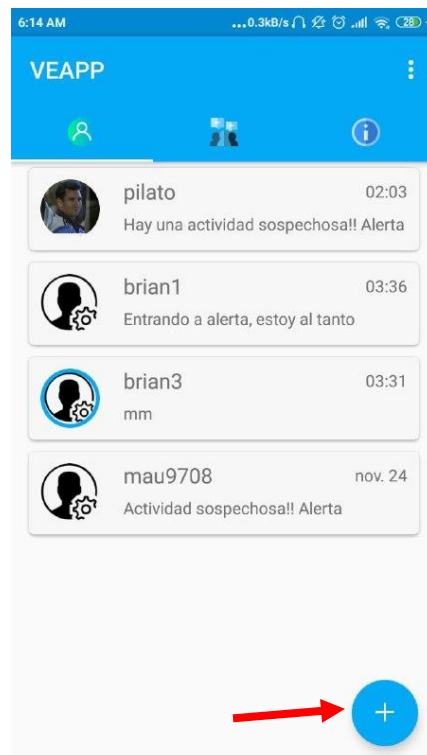 6:14 AM ...0.3kB/s 28
VEAPP
pilato 02:03
Hay una actividad sospechosa!! Alerta
brian1 03:36
Entrando a alerta, estoy al tanto
brian3 03:31
mm
mau9708 nov. 24
Actividad sospechosa!! Alerta